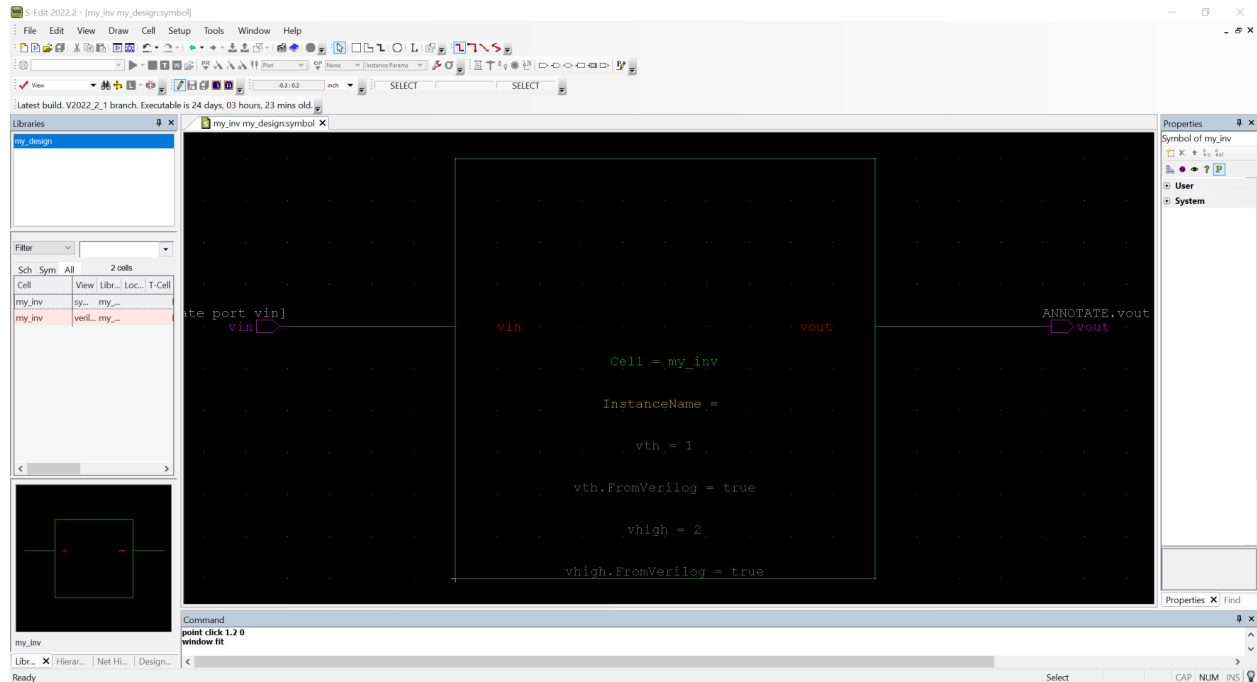 S-Edit 2022.2 - [my_inv my_design:symbol]
File Edit View Draw Cell Setup Tools Window Help
Plot None Instance Params
View -0.3 : 0.2 inch SELECT SELECT
Latest build. V2022_2_1 branch. Executable is 24 days, 03 hours, 23 mins old.
Libraries
my_inv my_design:symbol
Properties
my_design
Symbol of my_inv
User
System
Filter
Sch Sym All 2 cells
Cell View Libr... Loc... T-Cell
my_inv sy... my_...
my_inv veril... my_...
ate port vin]
vin
vin
vout
ANNOTATE.vout
vout
Cell = my_inv
InstanceName =
vth = 1
vth.FromVerilog = true
vhigh = 2
vhigh.FromVerilog = true
Properties Find
Command
point click 1.2 0
window fit
my_inv
Libr... Hierar... Net Hi... Design...
Ready Select CAP NUM INS